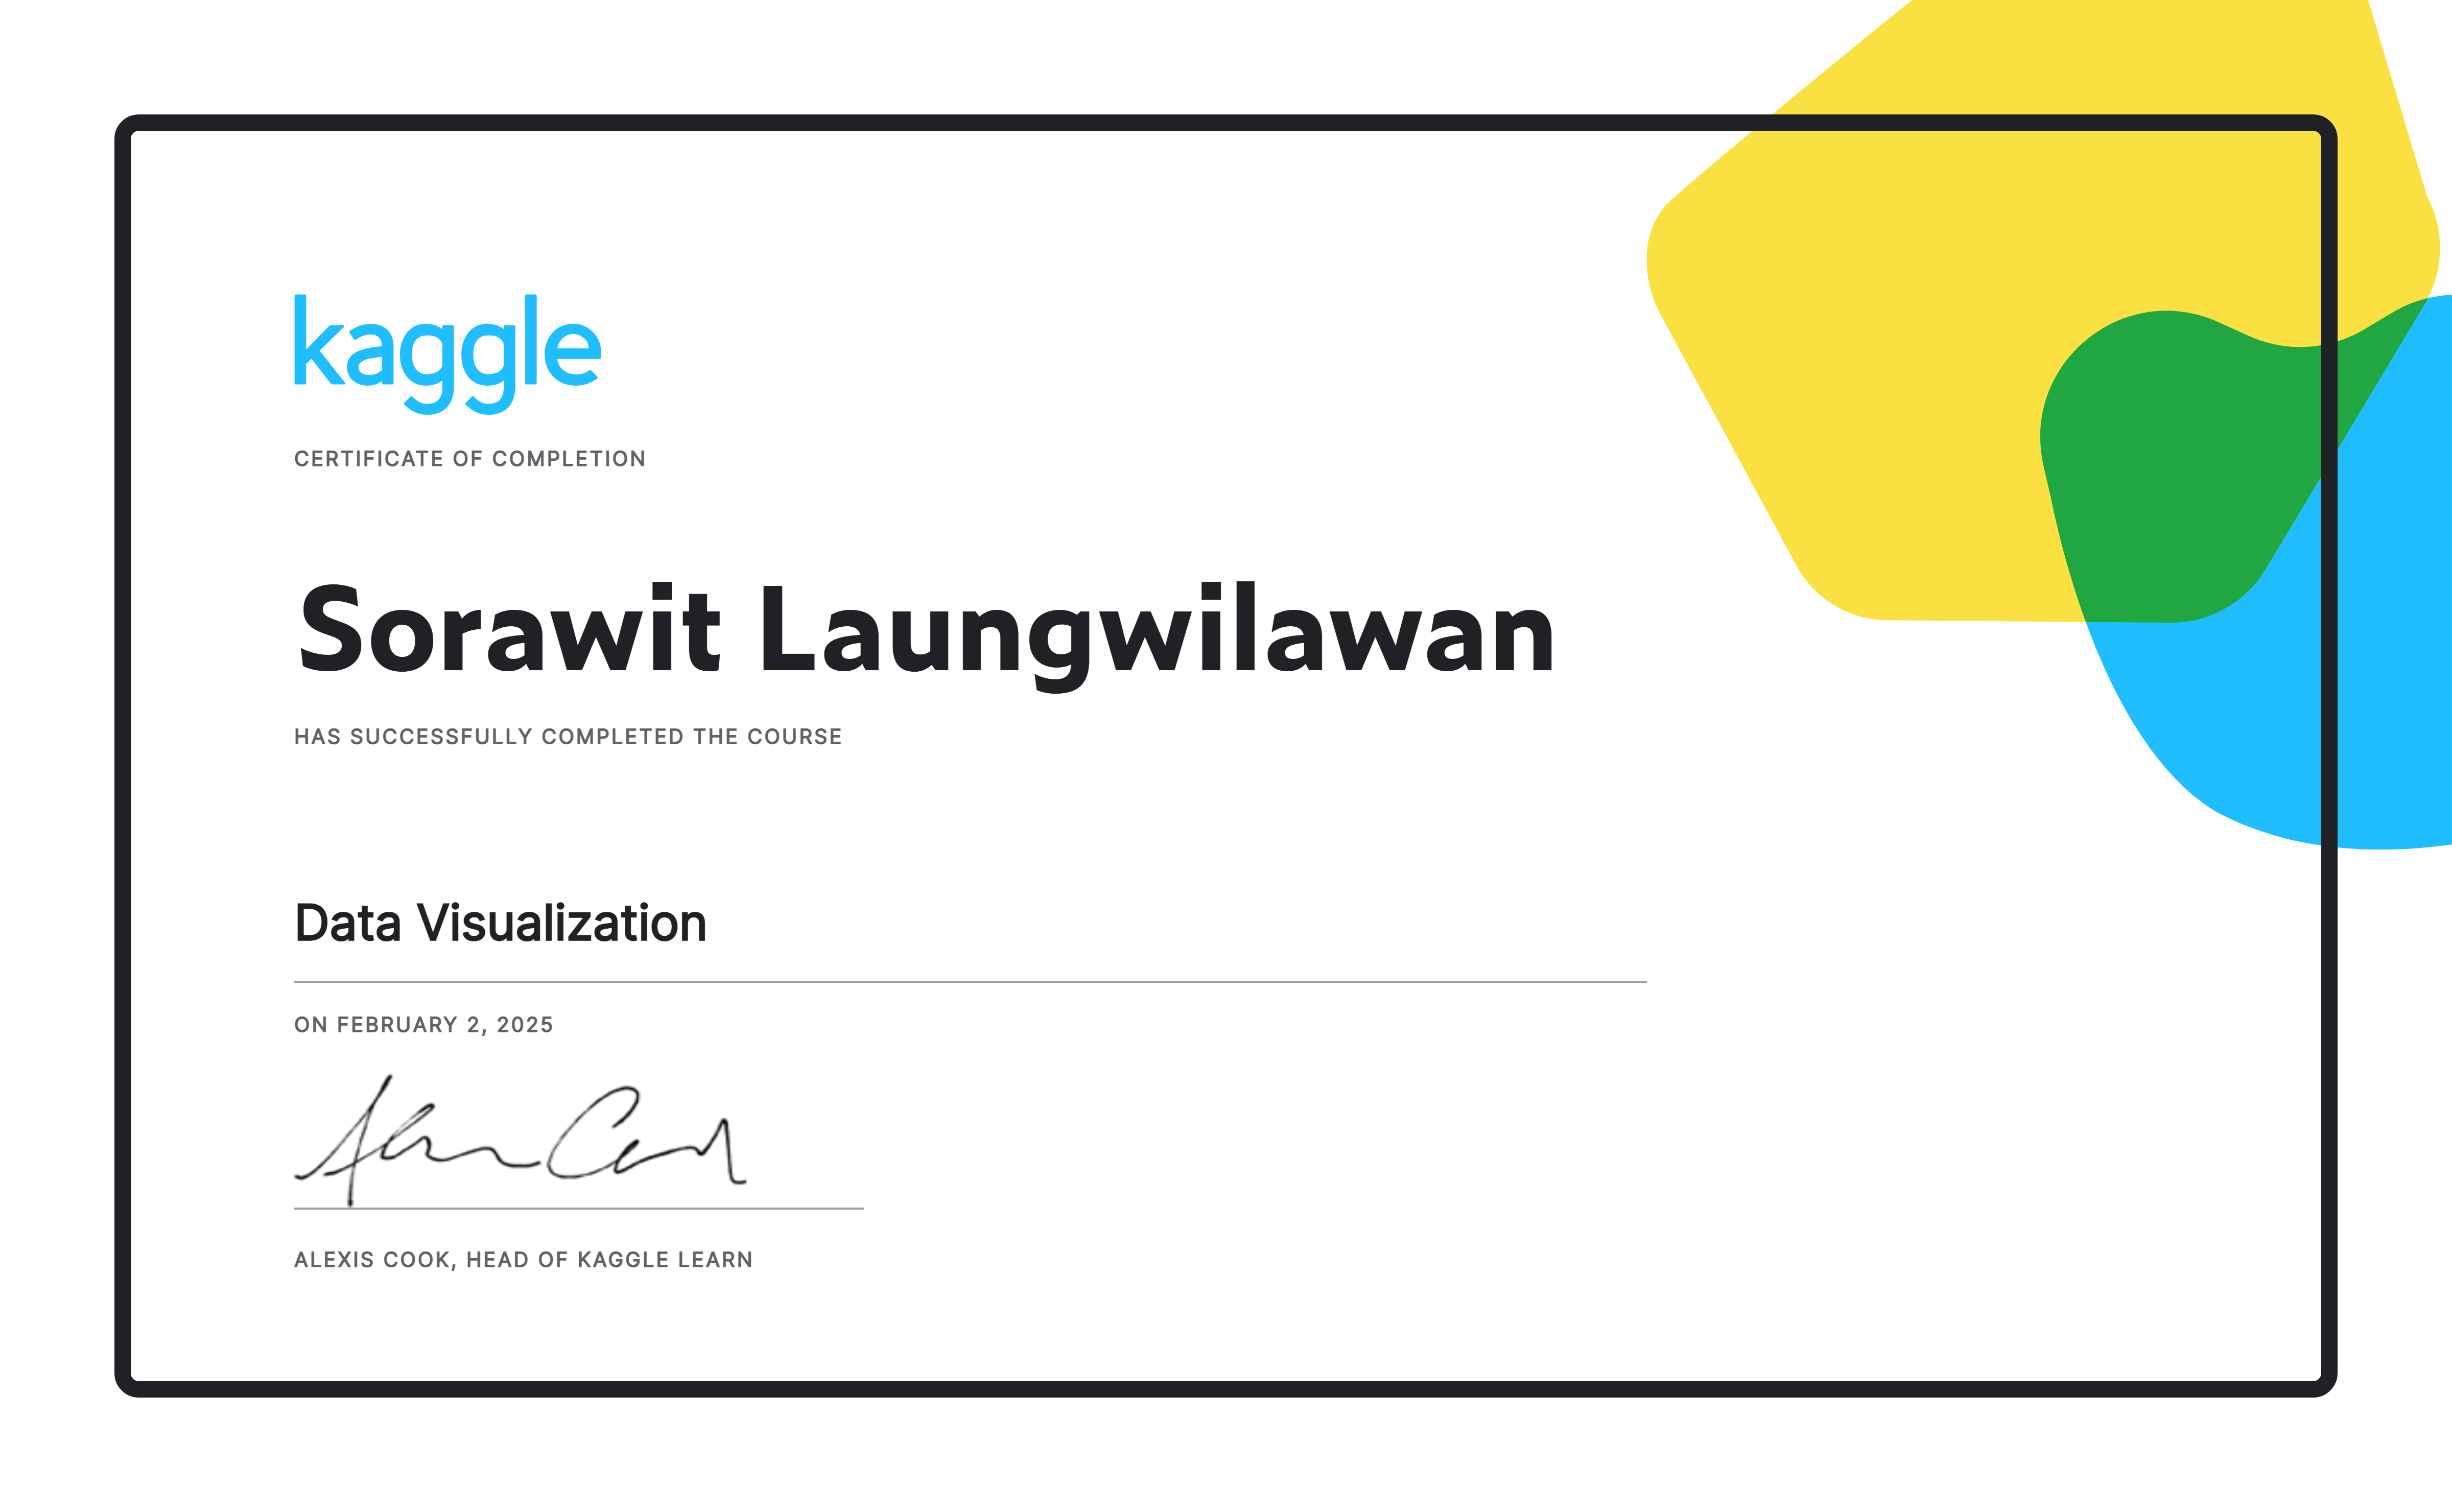 kaggle
CERTIFICATE OF COMPLETION
Sorawit Laungwilawan
HAS SUCCESSFULLY COMPLETED THE COURSE
Data Visualization
ON FEBRUARY 2, 2025
ALEXIS COOK, HEAD OF KAGGLE LEARN